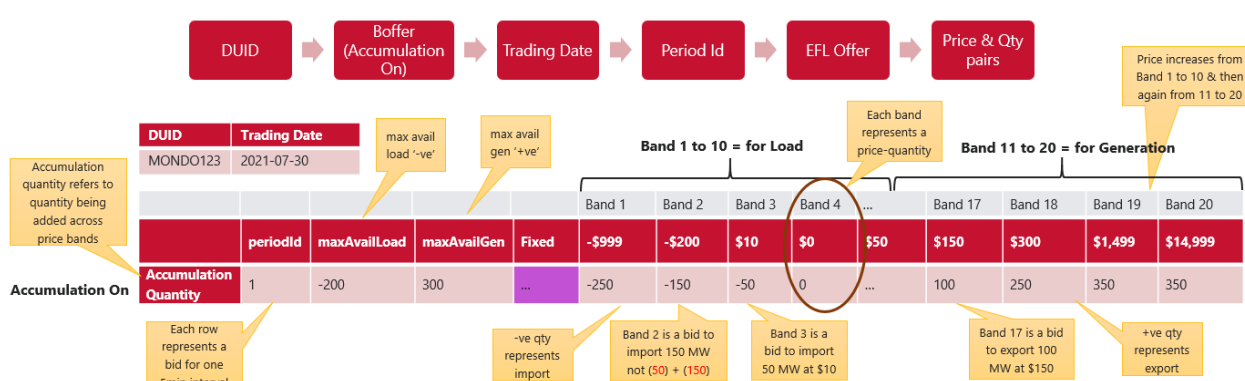 DUID
Boffer
(Accumulation
On)
Trading Date
Period Id
EFL Offer
Price & Qty
pairs
Price increases from
Band 1 to 10 & then
again from 11 to 20
DUID Trading Date
MONDO123 2021-07-30
max avail
load ‘-ve’
max avail
gen ‘+ve’
Each band
represents a
price-quantity
Band 1 to 10 = for Load
Band 11 to 20 = for Generation
Accumulation
quantity refers to
quantity being
added across
price bands
Band 1 Band 2 Band 3 Band 4 ... Band 17 Band 18 Band 19 Band 20
periodId maxAvailLoad maxAvailGen Fixed -$999 -$200 $10 $0 $50 $150 $300 $1,499 $14,999
Accumulation On
Accumulation
Quantity
1 -200 300 ... -250 -150 -50 0 ... 100 250 350 350
Each row
represents a
bid for one
5min interval
-ve qty
represents
import
Band 2 is a bid to
import 150 MW
not (50) + (150)
Band 3 is a
bid to import
50 MW at $10
Band 17 is a bid
to export 100
MW at $150
+ve qty
represents
export